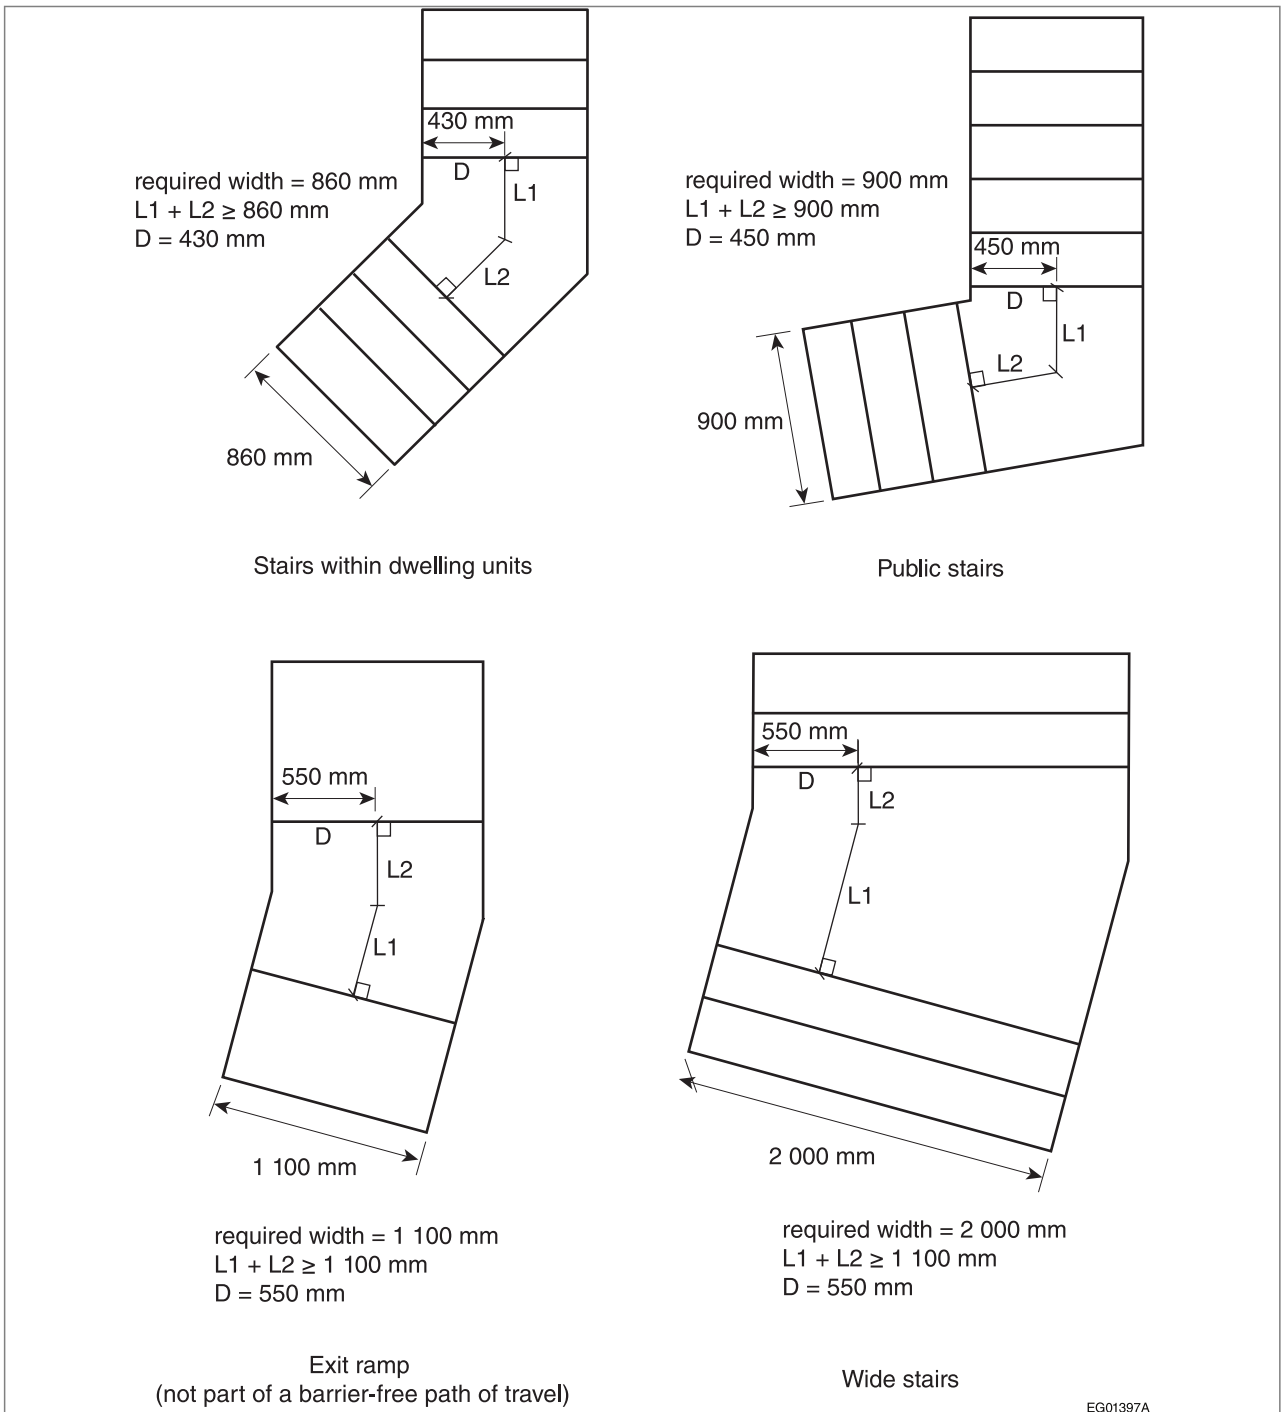 430 mm
D
L1
L2
required width = 860 mm
L1 + L2 ≥ 860 mm
D = 430 mm
860 mm
Stairs within dwelling units
required width = 900 mm
L1 + L2 ≥ 900 mm
D = 450 mm
450 mm
D
L1
L2
900 mm
Public stairs
550 mm
D
L2
L1
1 100 mm
required width = 1 100 mm
L1 + L2 ≥ 1 100 mm
D = 550 mm
Exit ramp
(not part of a barrier-free path of travel)
550 mm
D
L2
L1
2 000 mm
required width = 2 000 mm
L1 + L2 ≥ 1 100 mm
D = 550 mm
Wide stairs
EG01397A